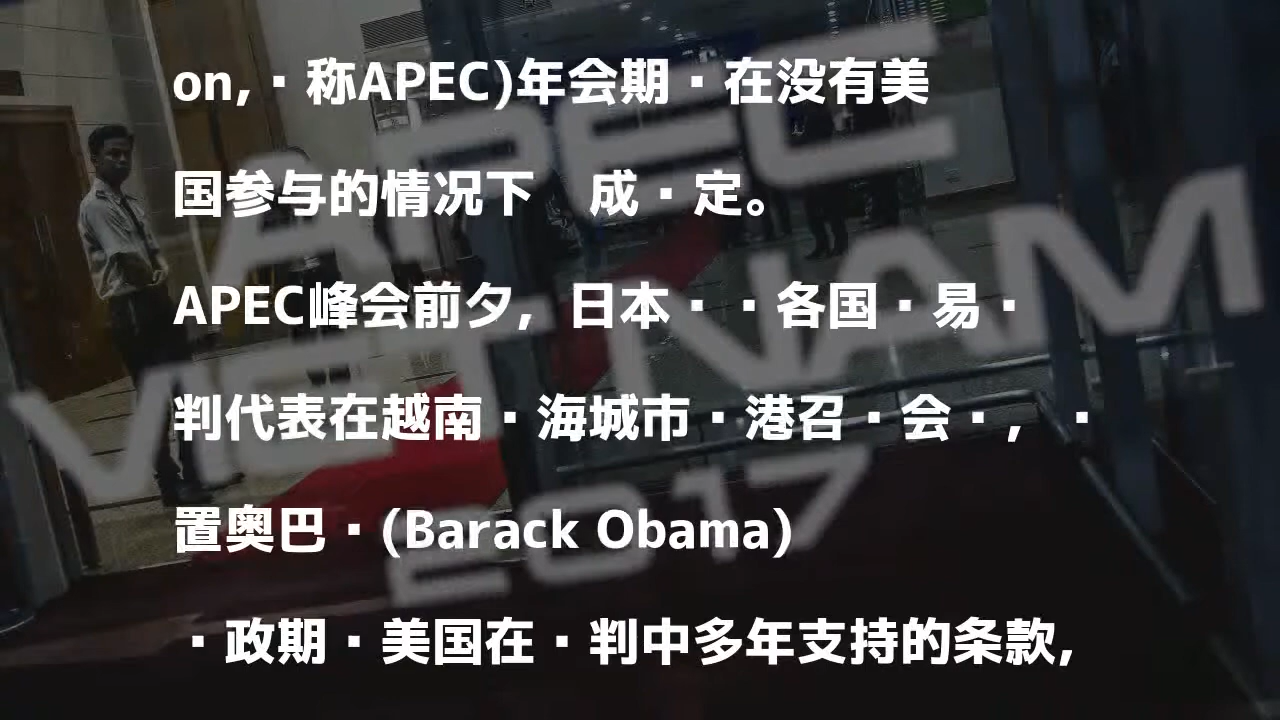 on,・称APEC)年会期・在没有美
国参与的情况下　成・定。
APEC峰会前夕，日本・・各国・易・
判代表在越南・海城市・港召・会・，・
置奥巴・(Barack Obama)
・政期・美国在・判中多年支持的条款,
APEC
VIETNAM
2017